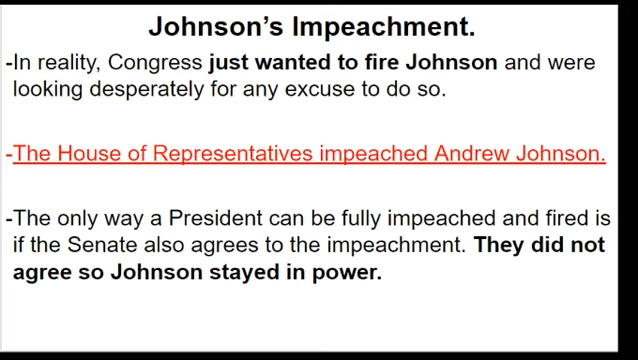 Johnson's Impeachment.
-In reality, Congress just wanted to fire Johnson and were
looking desperately for any excuse to do so.
-The House of Representatives impeached Andrew Johnson.
-The only way a President can be fully impeached and fired is
if the Senate also agrees to the impeachment. They did not
agree so Johnson stayed in power.